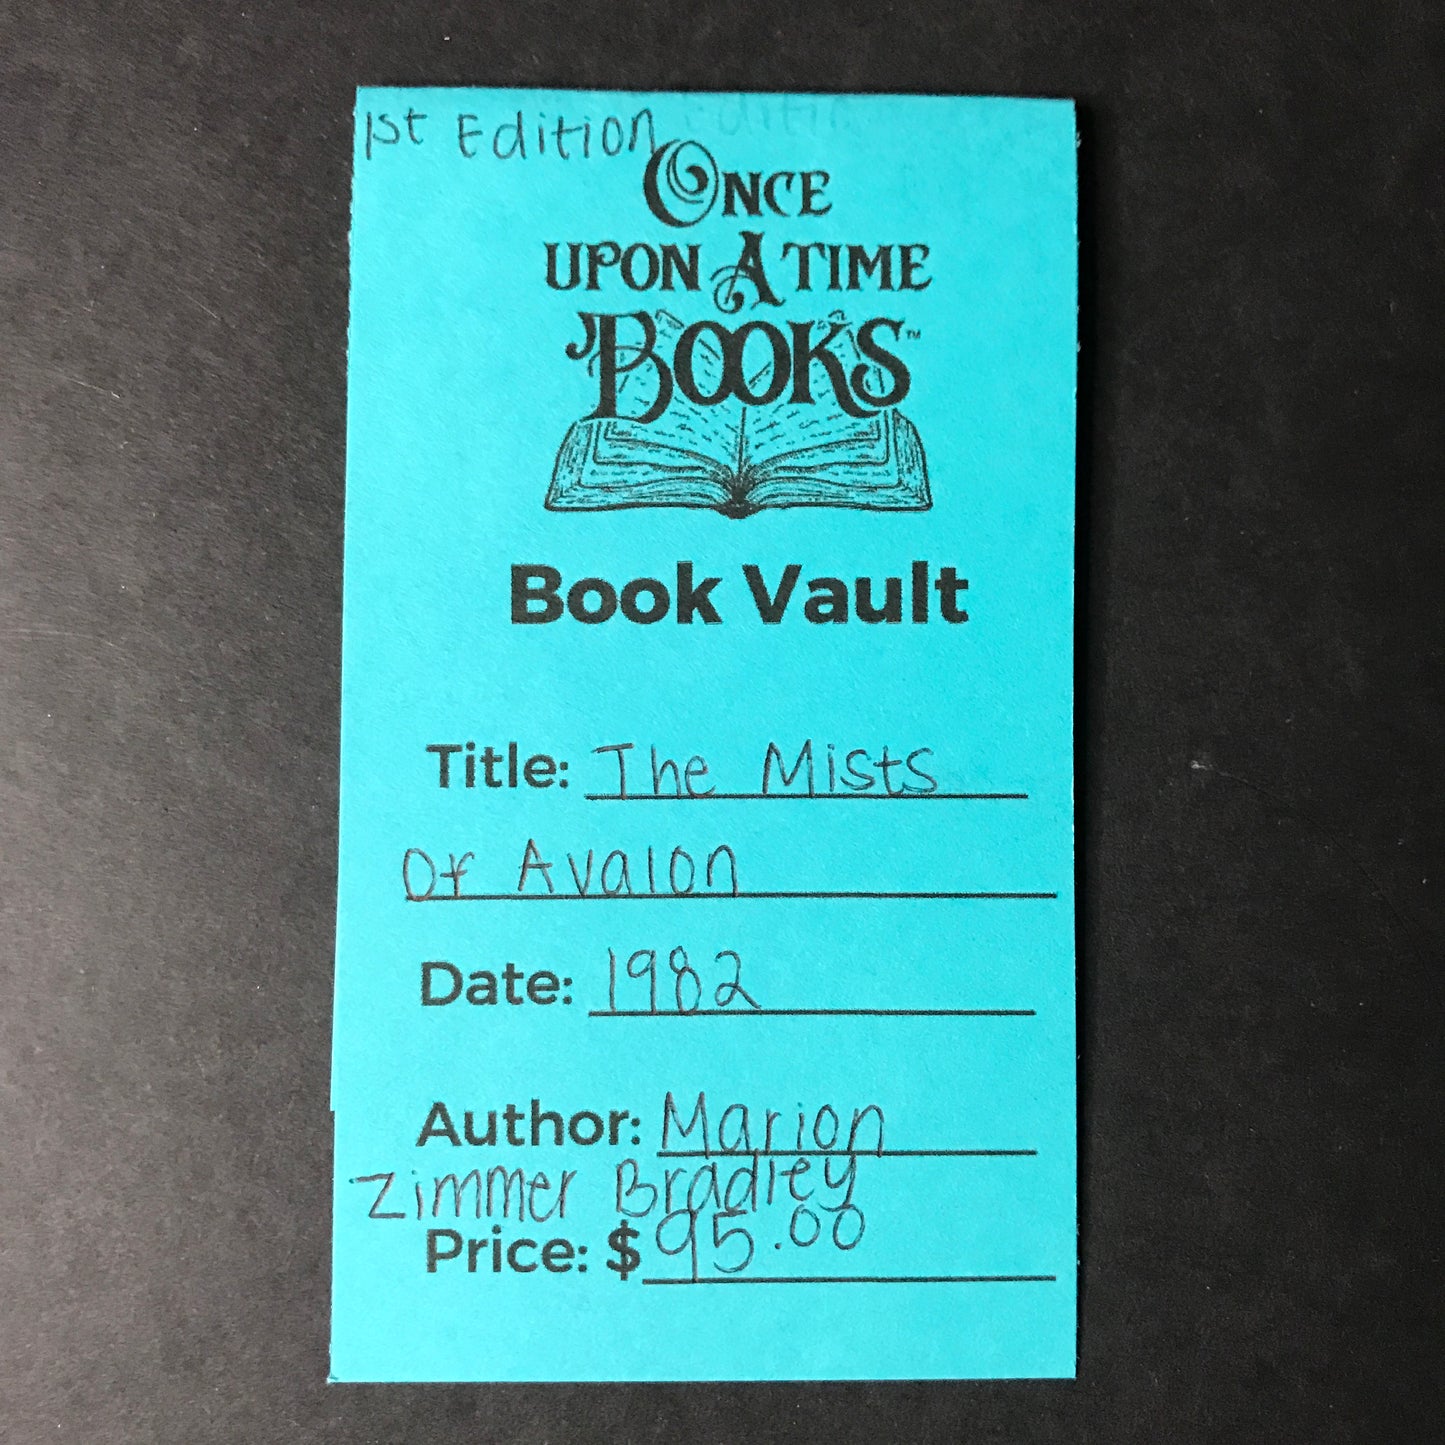 1st Edition
ONCE
UPON A TIME
BOOKS™
Book Vault
Title: The Mists
Of Avalon
Date: 1982
Author: Marion
Zimmer Bradley
Price: $95.00